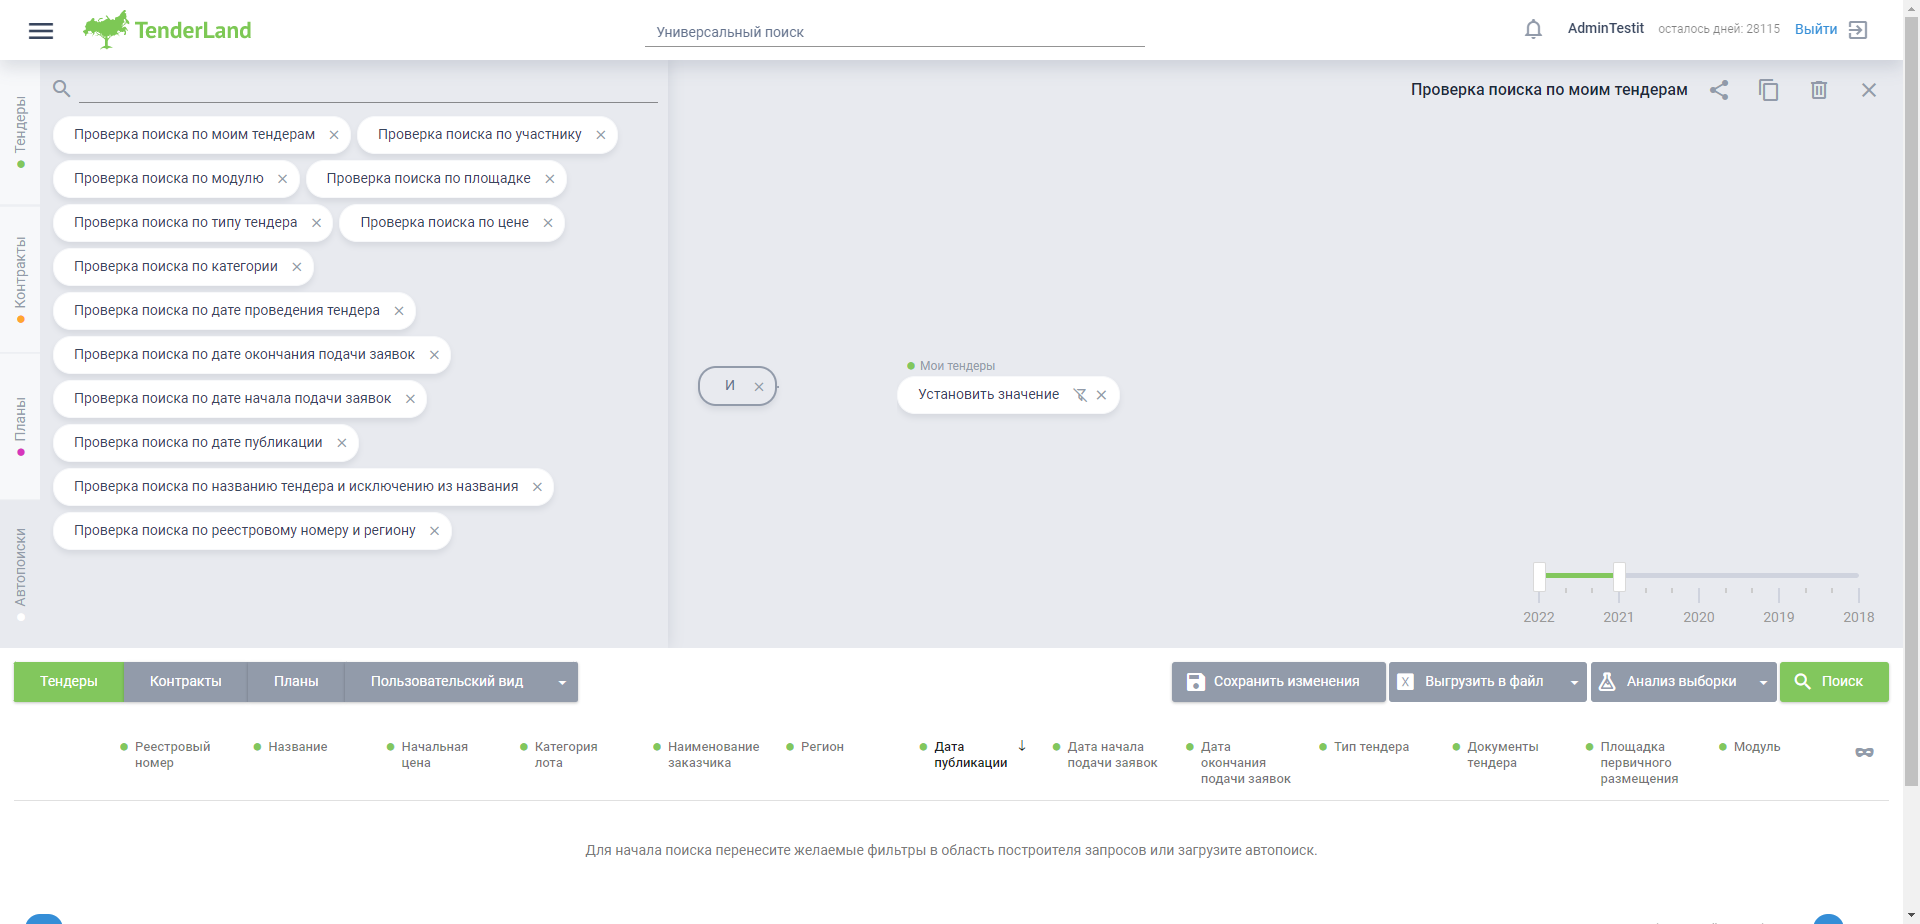 TenderLand
Универсальный поиск
AdminTestit
осталось дней: 28115
Выйти
Тендеры
Контракты
Планы
Автопоиски
Проверка поиска по моим тендерам
Проверка поиска по участнику
Проверка поиска по модулю
Проверка поиска по площадке
Проверка поиска по типу тендера
Проверка поиска по цене
Проверка поиска по категории
Проверка поиска по дате проведения тендера
Проверка поиска по дате окончания подачи заявок
Проверка поиска по дате начала подачи заявок
Проверка поиска по дате публикации
Проверка поиска по названию тендера и исключению из названия
Проверка поиска по реестровому номеру и региону
Проверка поиска по моим тендерам
И
Мои тендеры
Установить значение
2022 2021 2020 2019 2018
Тендеры
Контракты
Планы
Пользовательский вид
Сохранить изменения
X Выгрузить в файл
Анализ выборки
Поиск
Реестровый
номер
Название
Начальная
цена
Категория
лота
Наименование
заказчика
Регион
Дата
публикации
Дата начала
подачи заявок
Дата
окончания
подачи заявок
Тип тендера
Документы
тендера
Площадка
первичного
размещения
Модуль
Для начала поиска перенесите желаемые фильтры в область построителя запросов или загрузите автопоиск.